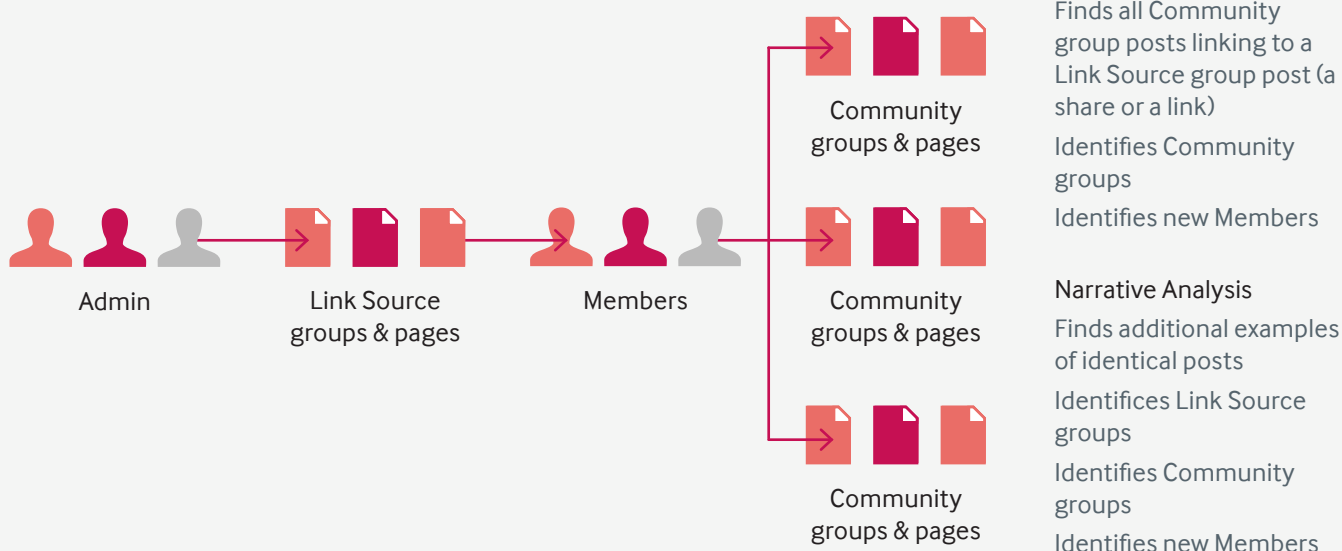 Admin
Link Source
groups & pages
Members
Community
groups & pages
Community
groups & pages
Community
groups & pages
Finds all Community
group posts linking to a
Link Source group post (a
share or a link)
Identifies Community
groups
Identifies new Members
Narrative Analysis
Finds additional examples
of identical posts
Identifices Link Source
groups
Identifies Community
groups
Identifies new Members